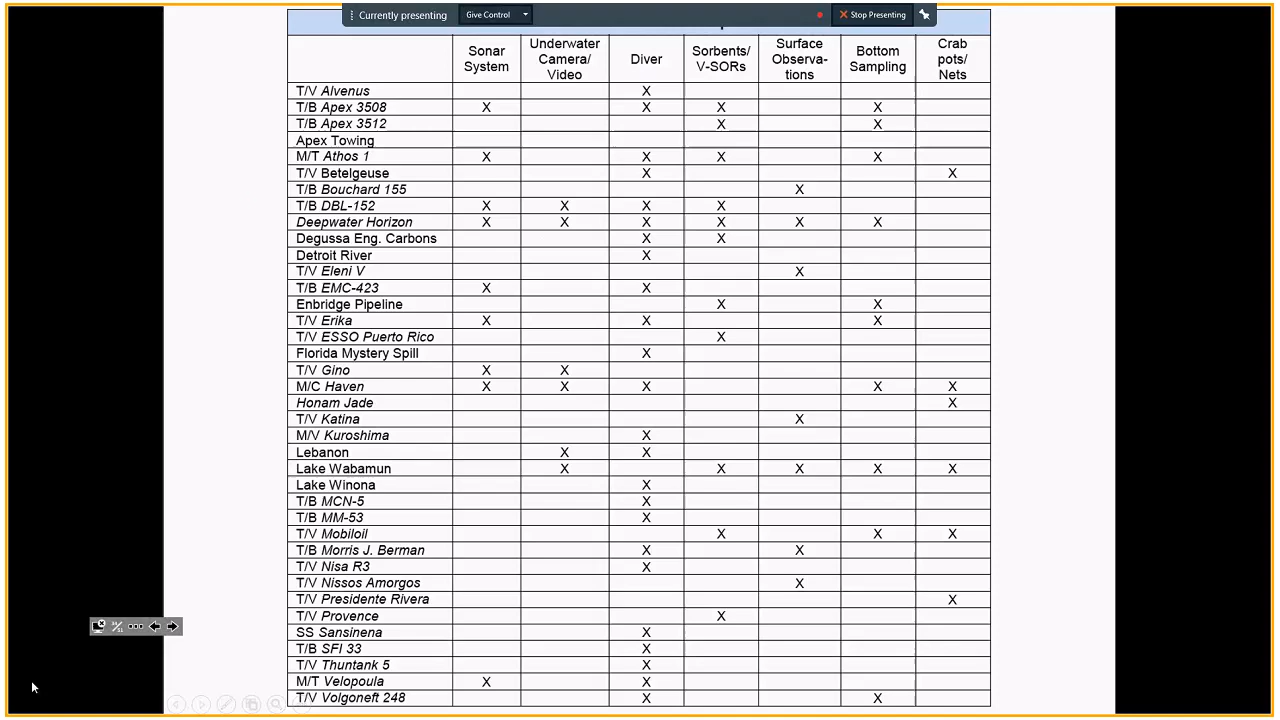 Currently presenting Give Control Stop Presenting
Sonar System Underwater Camera/ Video Diver Sorbents/ V-SORs Surface Observa- tions Bottom Sampling Crab pots/ Nets
T/V Alvenus X
T/B Apex 3508 X X X X
T/B Apex 3512 X X
Apex Towing
M/T Athos 1 X X X X
T/V Betelgeuse X X
T/B Bouchard 155 X
T/B DBL-152 X X X X
Deepwater Horizon X X X X X X
Degussa Eng. Carbons X X
Detroit River X
T/V Eleni V X
T/B EMC-423 X X
Enbridge Pipeline X X
T/V Erika X X X
T/V ESSO Puerto Rico X
Florida Mystery Spill X
T/V Gino X X
M/C Haven X X X X X
Honam Jade X
T/V Katina X
M/V Kuroshima X
Lebanon X X
Lake Wabamun X X X X X
Lake Winona X
T/B MCN-5 X
T/B MM-53 X
T/V Mobiloil X X X
T/B Morris J. Berman X X
T/V Nisa R3 X
T/V Nissos Amorgos X
T/V Presidente Rivera X
T/V Provence X
SS Sansinena X
T/B SFI 33 X
T/V Thuntank 5 X
M/T Velopoula X X
T/V Volgoneft 248 X X